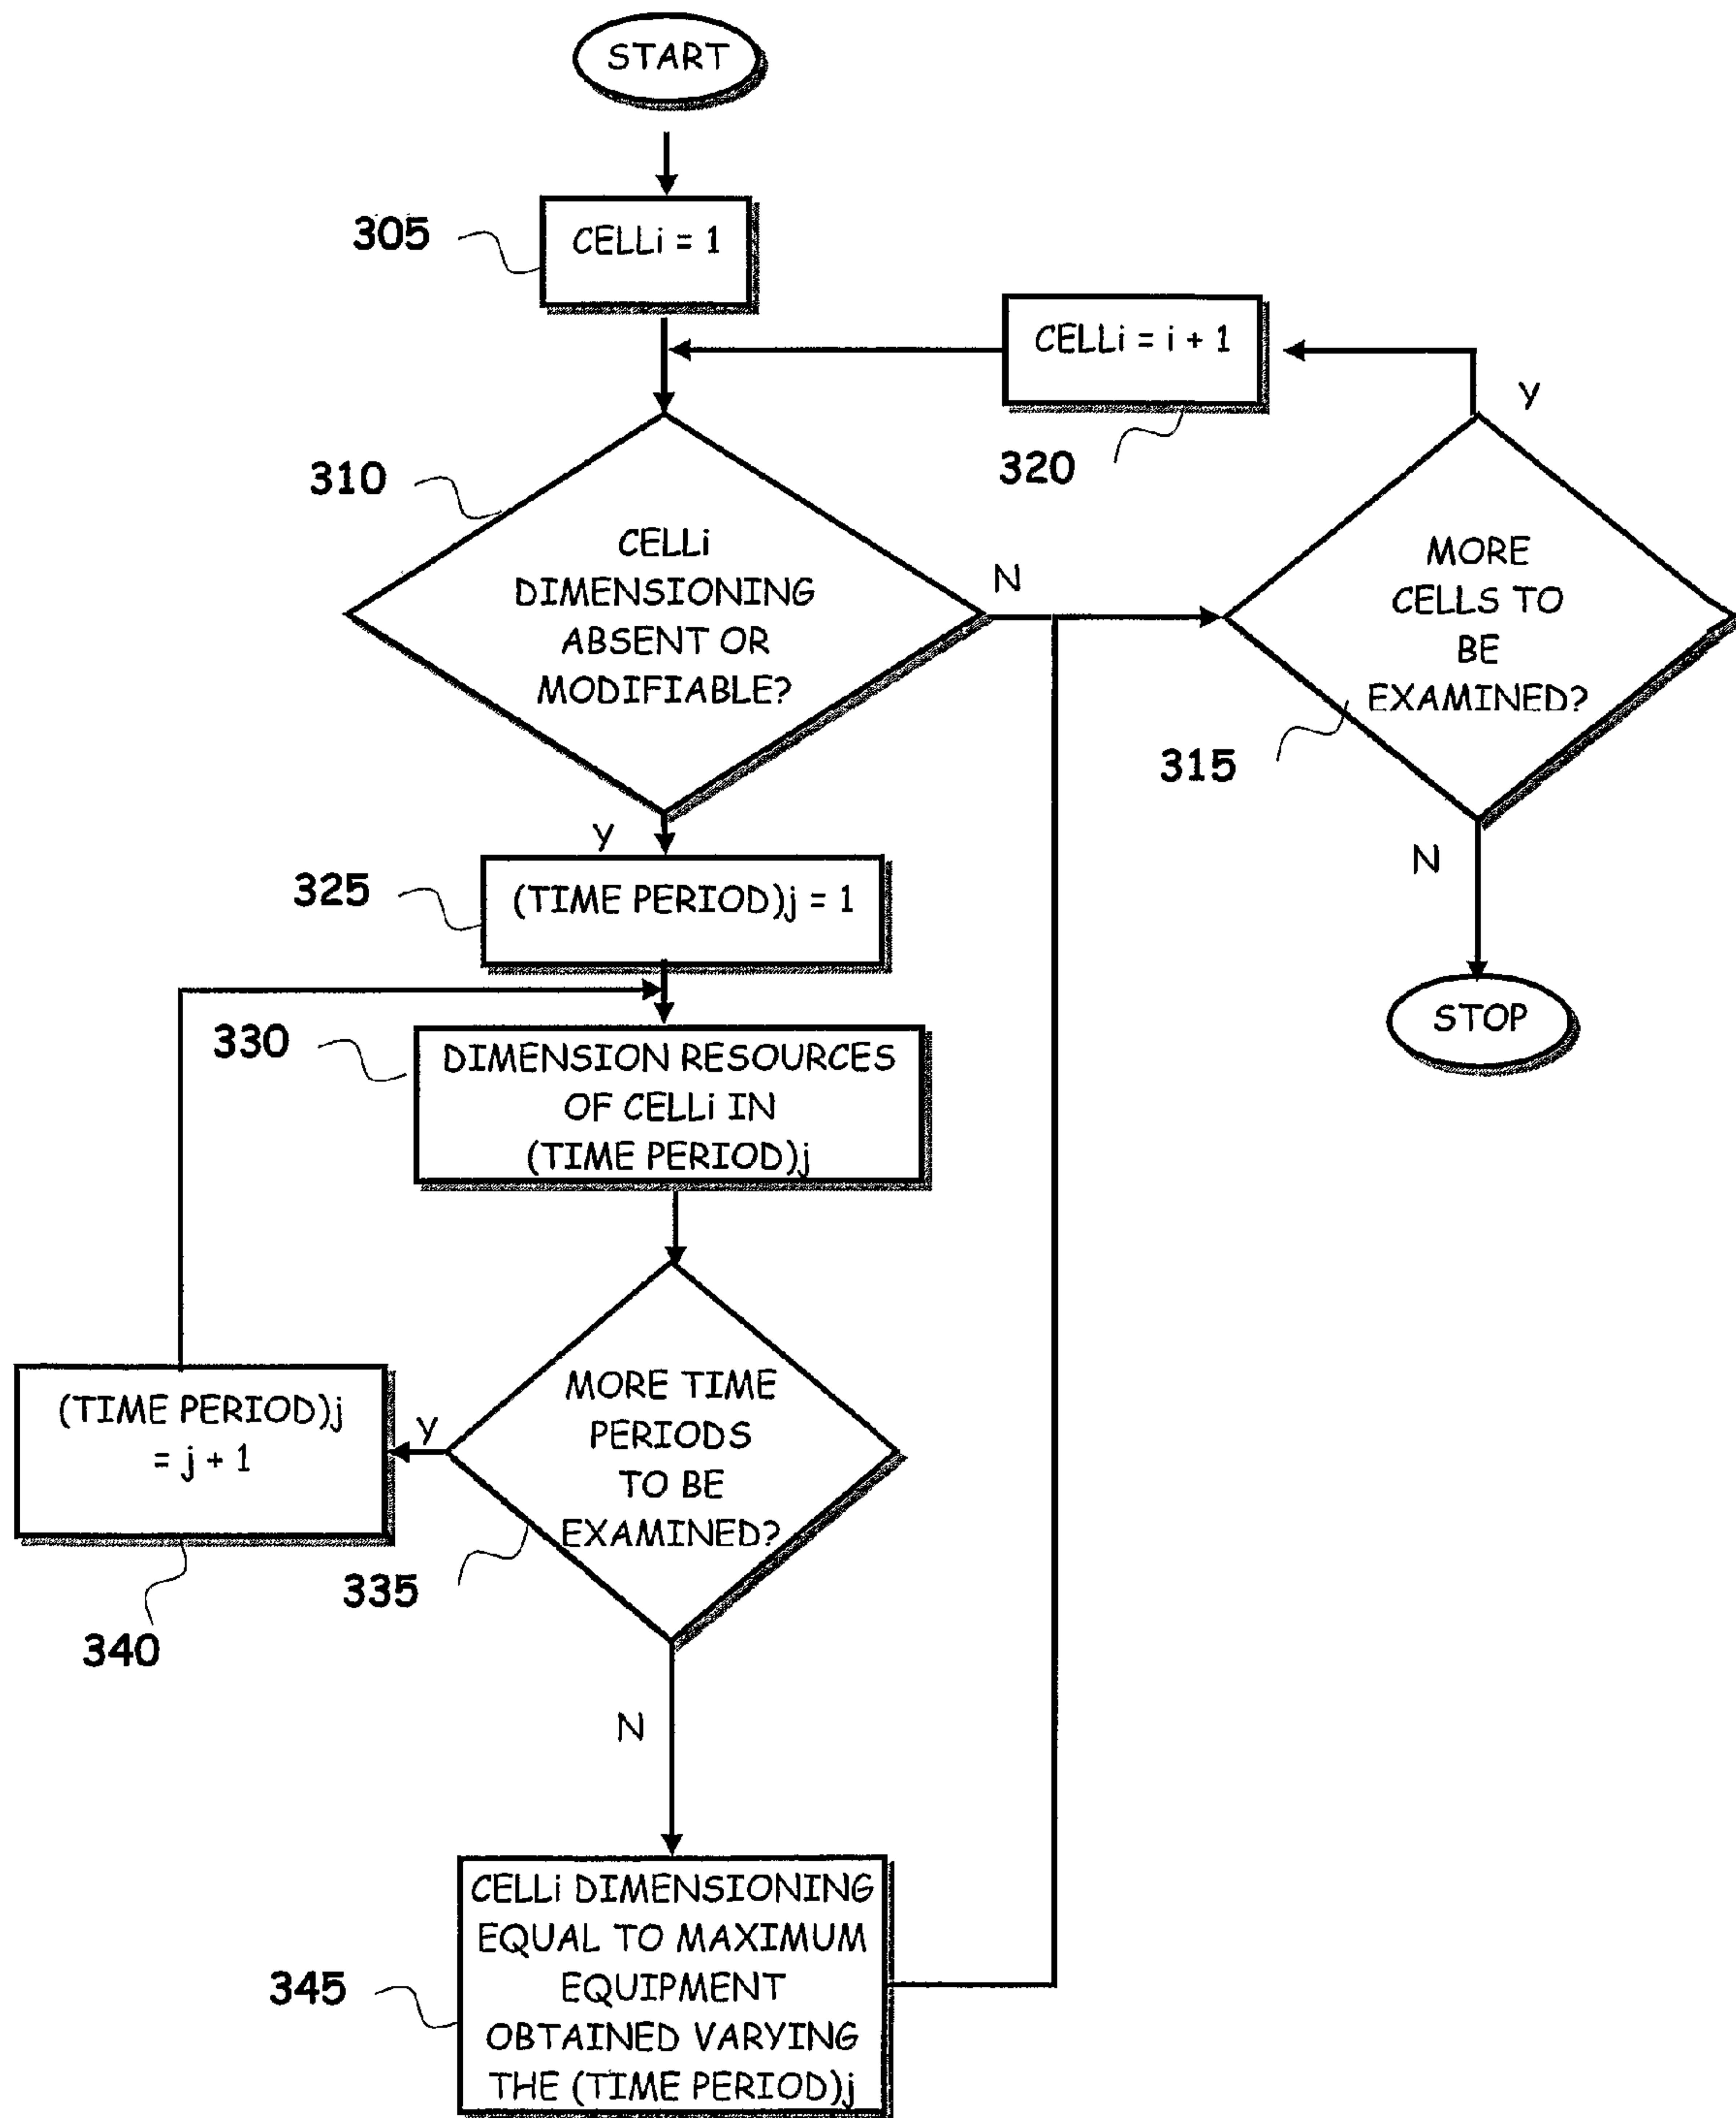 START
305
CELLi = 1
CELLi = i + 1
Y
320
310
CELLi
DIMENSIONING
ABSENT OR
MODIFIABLE?
N
MORE
CELLS TO
BE
EXAMINED?
315
Y
N
325
(TIME PERIOD)j = 1
STOP
330
DIMENSION RESOURCES
OF CELLi IN
(TIME PERIOD)j
(TIME PERIOD)j
= j + 1
Y
MORE TIME
PERIODS
TO BE
EXAMINED?
335
340
N
345
CELLi DIMENSIONING
EQUAL TO MAXIMUM
EQUIPMENT
OBTAINED VARYING
THE (TIME PERIOD)j